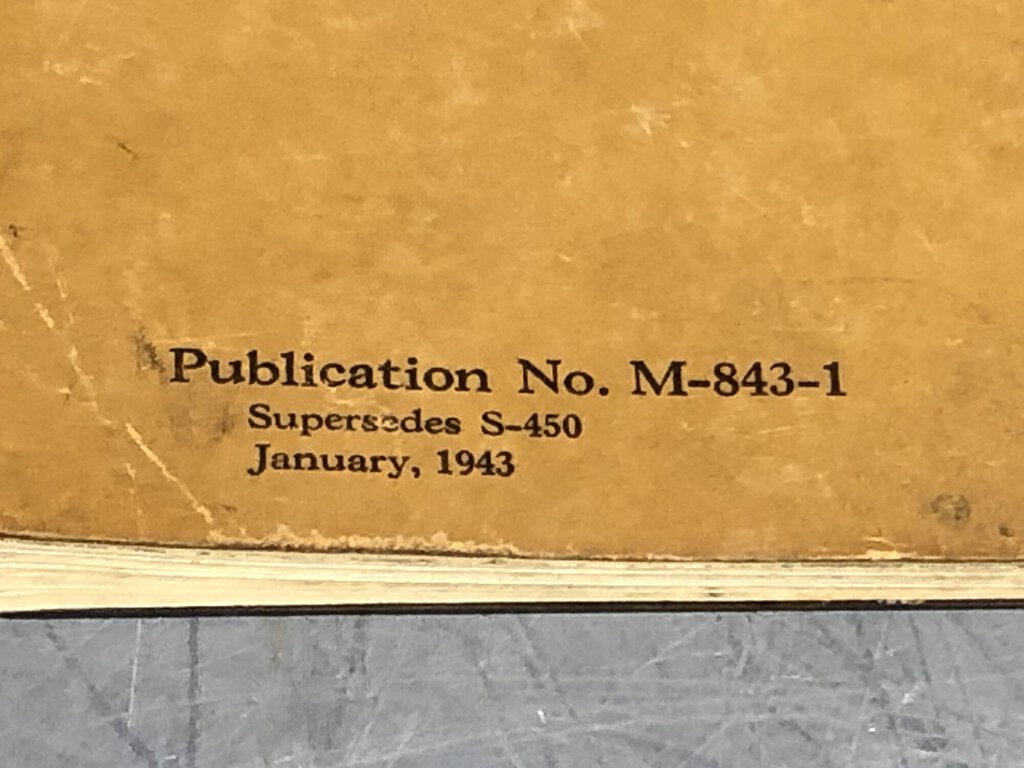 Publication No. M-843-1
Supersedes S-450
January, 1943